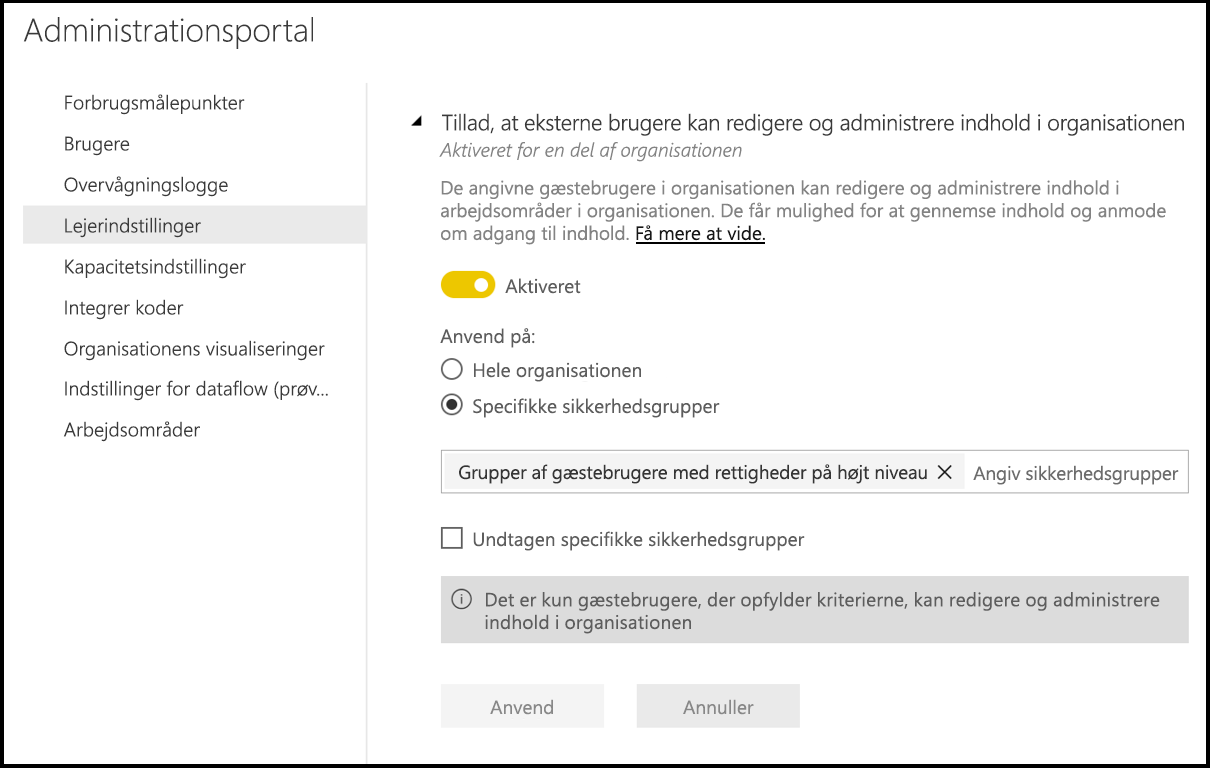 Administrationsportal
Forbrugsmålepunkter
Brugere
Overvågningslogge
Lejerindstillinger
Kapacitetsindstillinger
Integrer koder
Organisationens visualiseringer
Indstillinger for dataflow (prøv...
Arbejdsområder
Tillad, at eksterne brugere kan redigere og administrere indhold i organisationen
Aktiveret for en del af organisationen
De angivne gæstebrugere i organisationen kan redigere og administrere indhold i
arbejdsområder i organisationen. De får mulighed for at gennemse indhold og anmode
om adgang til indhold. Få mere at vide.
Aktiveret
Anvend på:
Hele organisationen
Specifikke sikkerhedsgrupper
Grupper af gæstebrugere med rettigheder på højt niveau Angiv sikkerhedsgrupper
Undtagen specifikke sikkerhedsgrupper
Det er kun gæstebrugere, der opfylder kriterierne, kan redigere og administrere
indhold i organisationen
Anvend Annuller